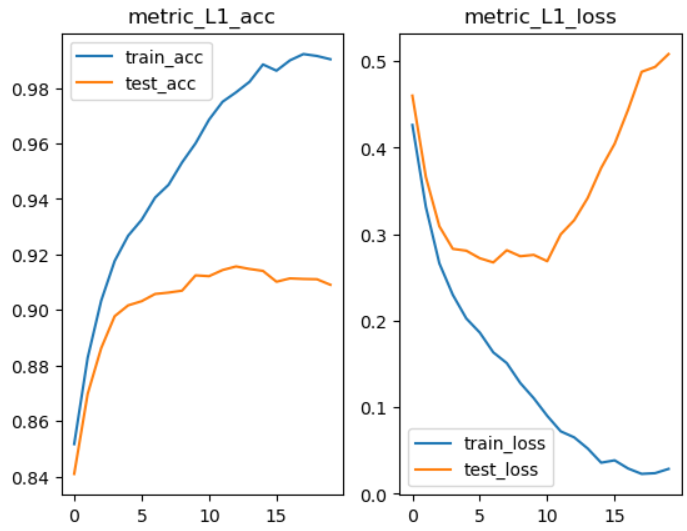 metric_L1_acc
train_acc
test_acc
0.98
0.96
0.94
0.92
0.90
0.88
0.86
0.84
0 5 10 15
metric_L1_loss
0.5
0.4
0.3
0.2
0.1
0.0
train_loss
test_loss
0 5 10 15